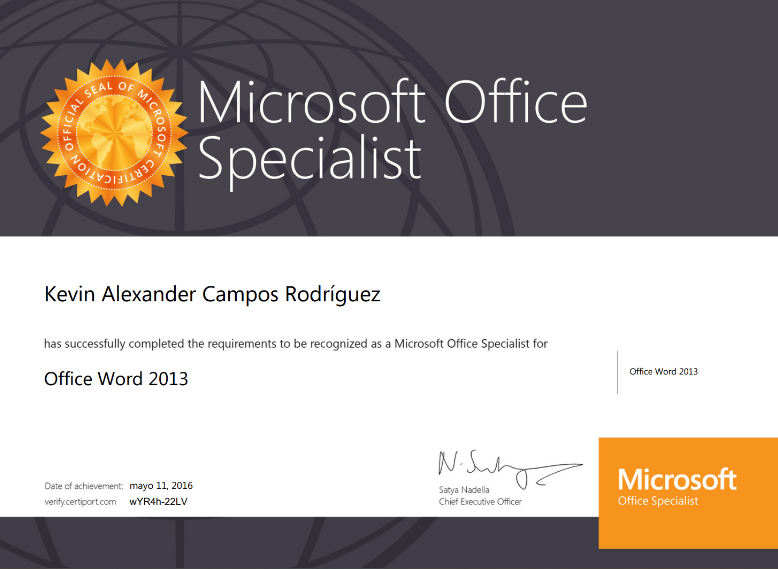 OFFICIAL SEAL OF MICROSOFT CERTIFICATION
Microsoft Office
Specialist
Kevin Alexander Campos Rodríguez
has successfully completed the requirements to be recognized as a Microsoft Office Specialist for
Office Word 2013
Office Word 2013
Date of achievement: mayo 11, 2016
verify.certiport.com wYR4h-22LV
Satya Nadella
Chief Executive Officer
Microsoft
Office Specialist